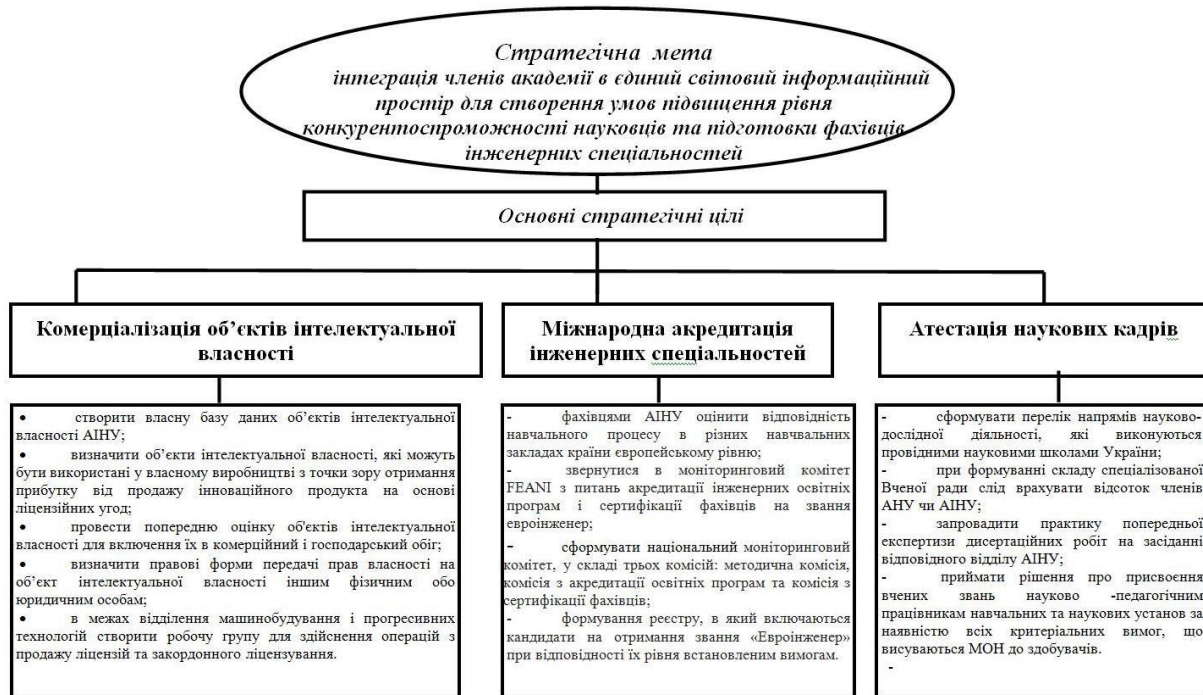 Стратегічна мета
інтеграція членів академії в єдиний світовий інформаційний
простір для створення умов підвищення рівня
конкурентоспроможності науковців та підготовки фахівців
інженерних спеціальностей
Основні стратегічні цілі
Комерціалізація об’єктів інтелектуальної
власності
• створити власну базу даних об’єктів інтелектуальної
власності АІНУ;
• визначити об’єкти інтелектуальної власності, які можуть
бути використані у власному виробництві з точки зору отримання
прибутку від продажу інноваційного продукта на основі
ліцензійних угод;
• провести попередню оцінку об'єктів інтелектуальної
власності для включення їх в комерційний і господарський обіг;
• визначити правові форми передачі прав власності на
об’єкт інтелектуальної власності іншим фізичним або
юридичним особам;
• в межах відділення машинобудування і прогресивних
технологій створити робочу групу для здійснення операцій з
продажу ліцензій та закордонного ліцензування.
Міжнародна акредитація
інженерних спеціальностей
- фахівцями АІНУ оцінити відповідність
навчального процесу в різних навчвальних
закладах країни європейському рівню;
- звернутися в моніторинговий комітет
FEANI з питань акредитації інженерних освітніх
програм і сертифікації фахівців на звання
евроінженер;
- сформувати національний моніторинговий
комітет, у складі трьох комісій: методична комісія,
комісія з акредитації освітніх програм та комісія з
сертифікації фахівців;
- формування реєстру, в який включаються
кандидати на отримання звання «Евроінженер»
при відповідності їх рівня встановленим вимогам.
Атестація наукових кадрів
- сформувати перелік напрямів науково-
дослідної діяльності, які виконуються
провідними науковими школами України;
- при формуванні складу спеціалізованої
Вченої ради слід врахувати відсоток членів
АНУ чи АІНУ;
- запровадити практику попередньої
експертизи дисертаційних робіт на засіданні
відповідного відділу АІНУ;
- приймати рішення про присвоєння
вчених звань науково -педагогічним
працівникам навчальних та наукових установ за
наявністю всіх критеріальних вимог, що
висуваються МОН до здобувачів.
-